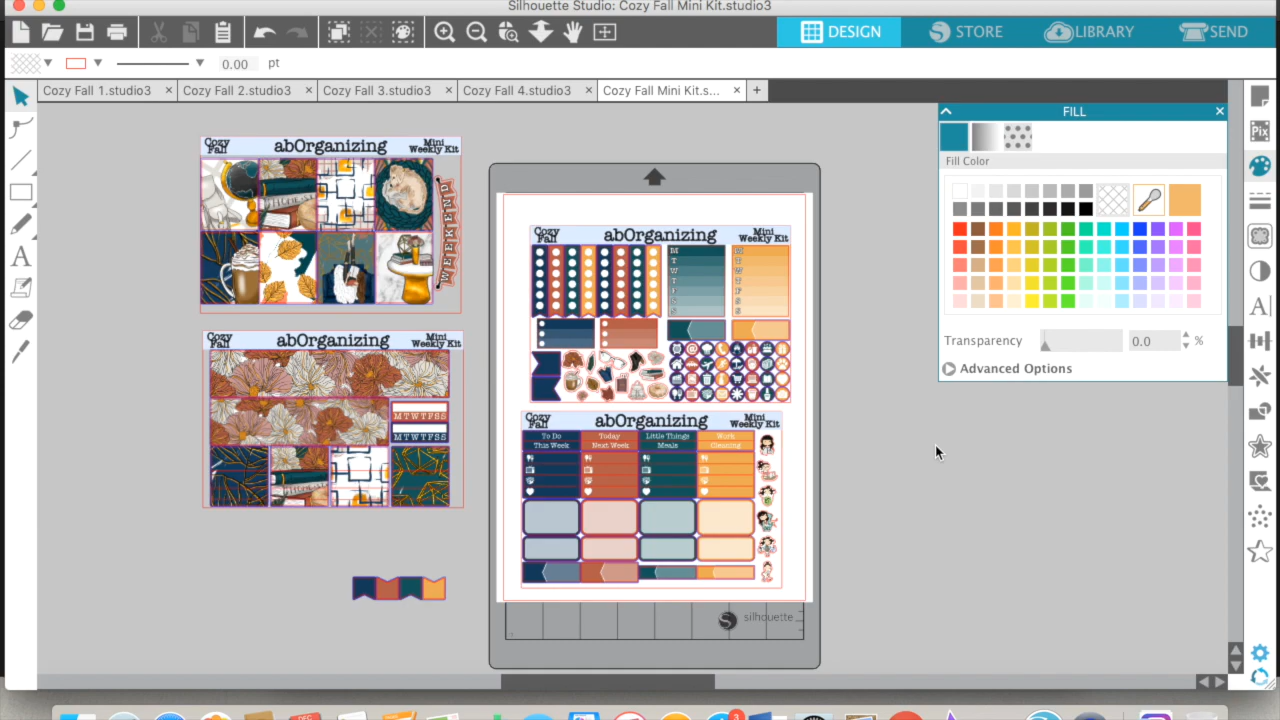 Silhouette Studio: Cozy Fall Mini Kit.studio3
DESIGN
STORE
LIBRARY
SEND
0.00 pt
Cozy Fall 1.studio3
Cozy Fall 2.studio3
Cozy Fall 3.studio3
Cozy Fall 4.studio3
Cozy Fall Mini Kit.s...
FILL
Pix
Fill Color
Transparency 0.0 %
Advanced Options
Cozy Fall
abOrganizing
Mini Weekly Kit
WEEKEND
Cozy Fall
abOrganizing
Mini Weekly Kit
MTWTFSS
MTWTFSS
Cozy Fall
abOrganizing
Mini Weekly Kit
M M
T T
W W
T T
F F
S S
S S
Cozy Fall
abOrganizing
Mini Weekly Kit
To Do Today Little Things Work
This Week Next Week Meals Cleaning
silhouette
3